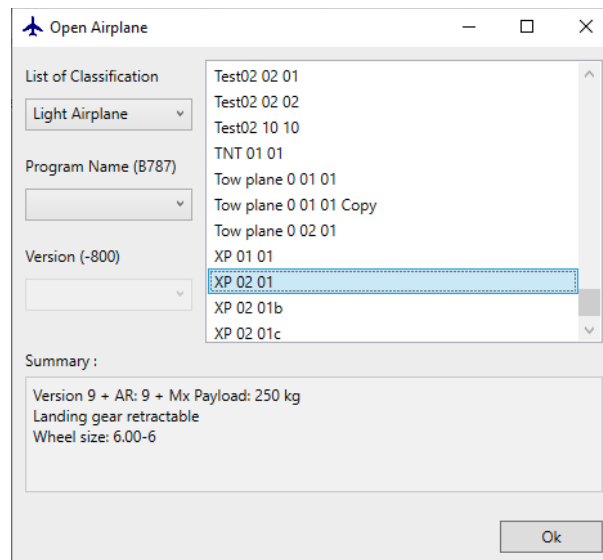 Open Airplane
List of Classification
Light Airplane
Program Name (B787)
Version (-800)
Test02 02 01
Test02 02 02
Test02 10 10
TNT 01 01
Tow plane 0 01 01
Tow plane 0 01 01 Copy
Tow plane 0 02 01
XP 01 01
XP 02 01
XP 02 01b
XP 02 01c
Summary :
Version 9 + AR: 9 + Mx Payload: 250 kg
Landing gear retractable
Wheel size: 6.00-6
Ok